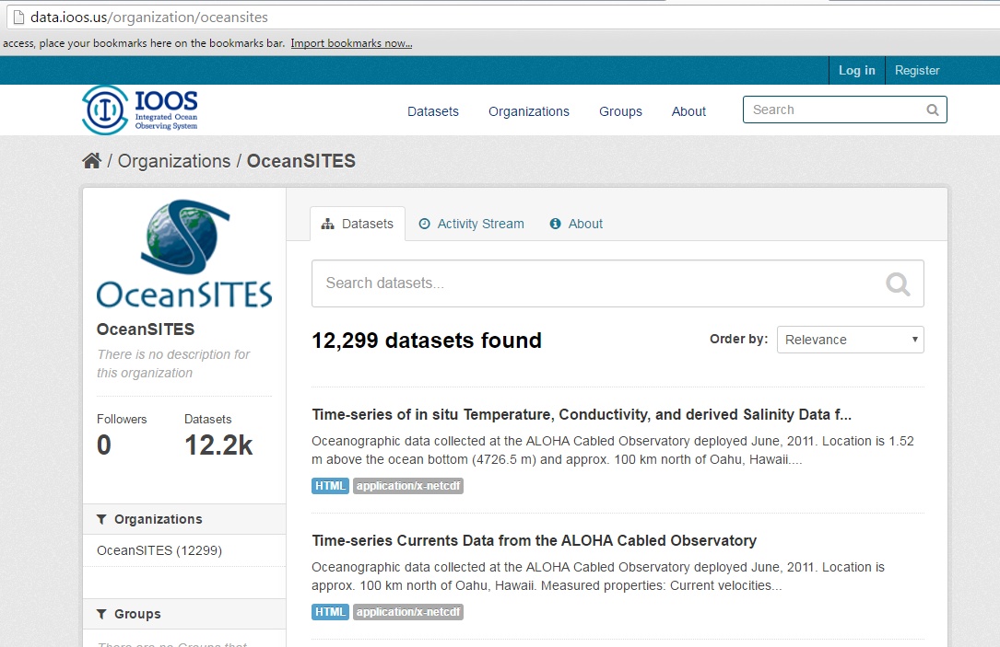 data.ioos.us/organization/oceansites
access, place your bookmarks here on the bookmarks bar. Import bookmarks now...
Log in Register
IOOS
Integrated Ocean
Observing System
Datasets Organizations Groups About Search
/ Organizations / OceanSITES
OceanSITES
OceanSITES
There is no description for
this organization
Followers Datasets
0 12.2k
Organizations
OceanSITES (12299)
Groups
There are no Groups that
Datasets Activity Stream About
Search datasets...
12,299 datasets found Order by: Relevance
Time-series of in situ Temperature, Conductivity, and derived Salinity Data f...
Oceanographic data collected at the ALOHA Cabled Observatory deployed June, 2011. Location is 1.52
m above the ocean bottom (4726.5 m) and approx. 100 km north of Oahu, Hawaii....
HTML application/x-netcdf
Time-series Currents Data from the ALOHA Cabled Observatory
Oceanographic data collected at the ALOHA Cabled Observatory deployed June, 2011. Location is
approx. 100 km north of Oahu, Hawaii. Measured properties: Current velocities...
HTML application/x-netcdf